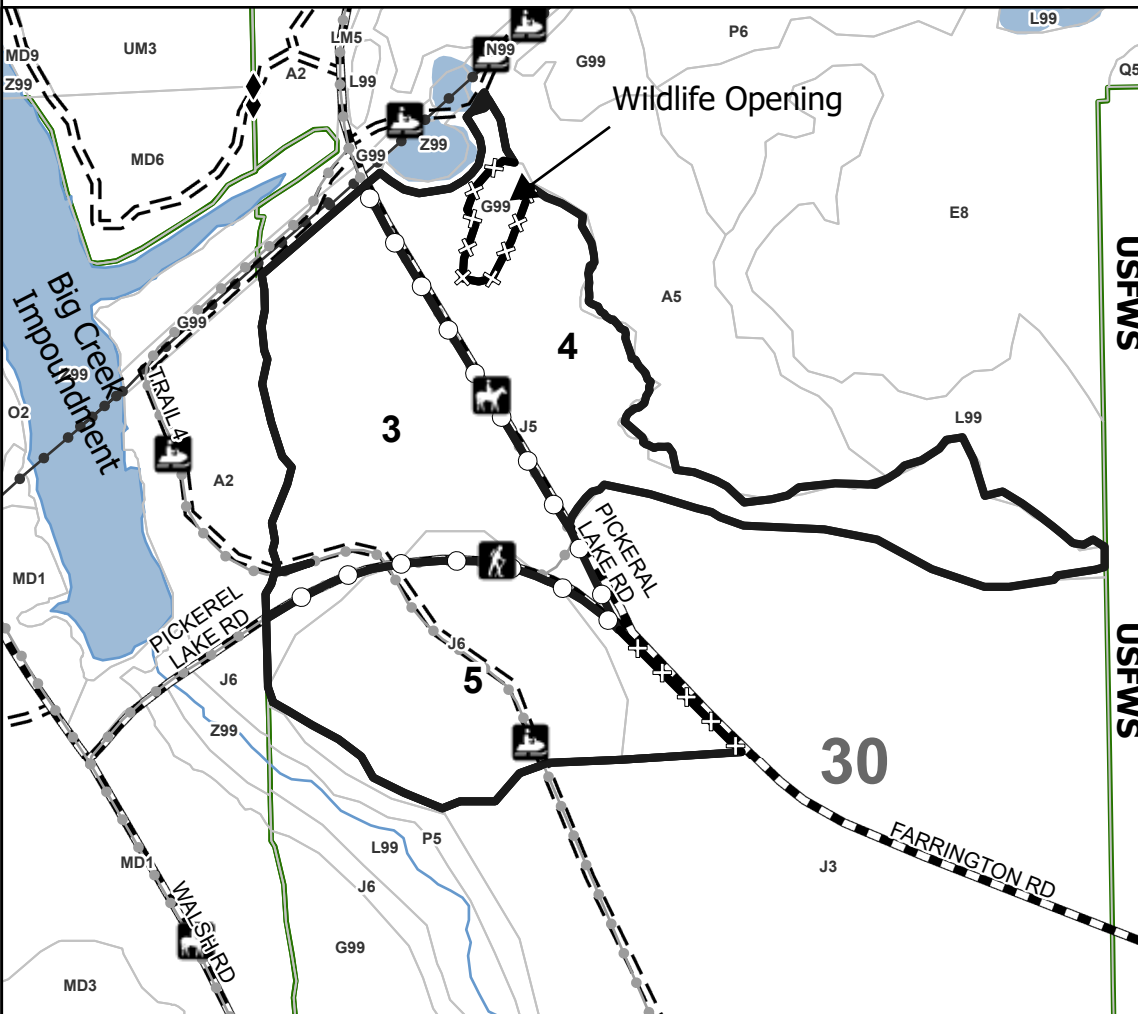 L99
P6
UM3
LM5
N99
MD9
G99
A2
Q5
Z99
L99
Wildlife Opening
Z99
G99
MD6
G99
E8
USFWS
Big Creek
Impoundment
A5
G99
4
Z99
TRAIL 4
O2
L99
3
J5
A2
PICKERAL
LAKE RD
MD1
PICKEREL
LAKE RD
J6
J6
5
USFWS
Z99
30
FARRINGTON RD
P5
L99
MD1
J3
J6
WALSH RD
G99
MD3